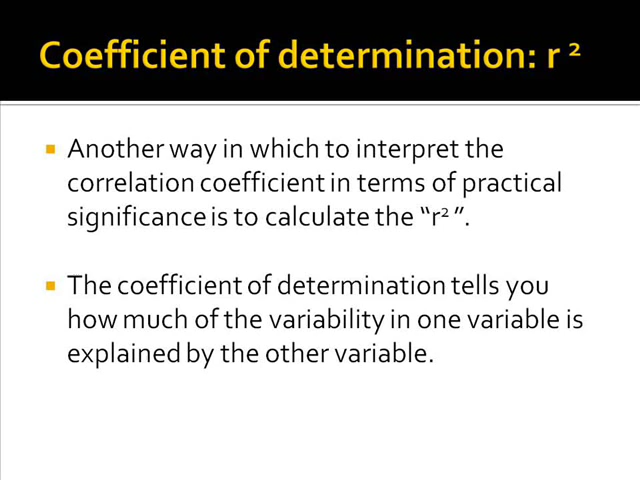 Coefficient of determination: r ²
▪ Another way in which to interpret the
correlation coefficient in terms of practical
significance is to calculate the “r² ”.
▪ The coefficient of determination tells you
how much of the variability in one variable is
explained by the other variable.